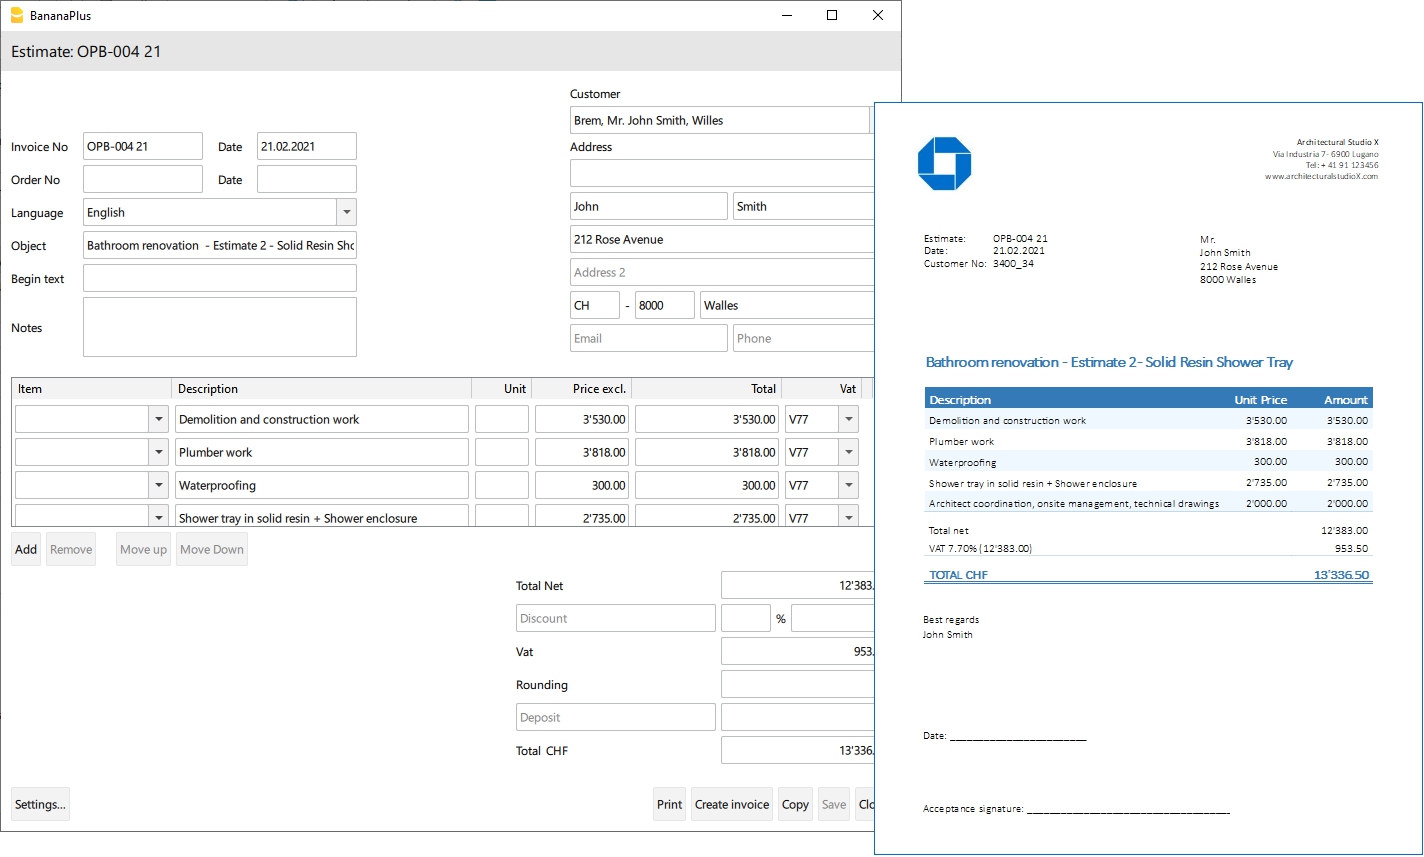 BananaPlus
Estimate: OPB-004 21
Customer
Brem, Mr. John Smith, Willes
Invoice No OPB-004 21 Date 21.02.2021
Address
Order No Date
Language English
John Smith
Object Bathroom renovation - Estimate 2 - Solid Resin Sho
212 Rose Avenue
Begin text
Address 2
CH - 8000 Walles
Notes
Email Phone
Item Description Unit Price excl. Total Vat
Demolition and construction work 3'530.00 3'530.00 V77
Plumber work 3'818.00 3'818.00 V77
Waterproofing 300.00 300.00 V77
Shower tray in solid resin + Shower enclosure 2'735.00 2'735.00 V77
Add Remove Move up Move Down
Total Net 12'383.
Discount %
Vat 953.
Rounding
Deposit
Total CHF 13'336.
Settings... Print Create invoice Copy Save Clo
Architectural Studio X
Via Industria 7- 6900 Lugano
Tel: + 41 91 123456
www.architecturalstudioX.com
Estimate: OPB-004 21
Date: 21.02.2021
Customer No: 3400_34
Mr.
John Smith
212 Rose Avenue
8000 Walles
Bathroom renovation - Estimate 2- Solid Resin Shower Tray
Description Unit Price Amount
Demolition and construction work 3'530.00 3'530.00
Plumber work 3'818.00 3'818.00
Waterproofing 300.00 300.00
Shower tray in solid resin + Shower enclosure 2'735.00 2'735.00
Architect coordination, onsite management, technical drawings 2'000.00 2'000.00
Total net 12'383.00
VAT 7.70% (12'383.00) 953.50
TOTAL CHF 13'336.50
Best regards
John Smith
Date: ________________________
Acceptance signature: ____________________________________